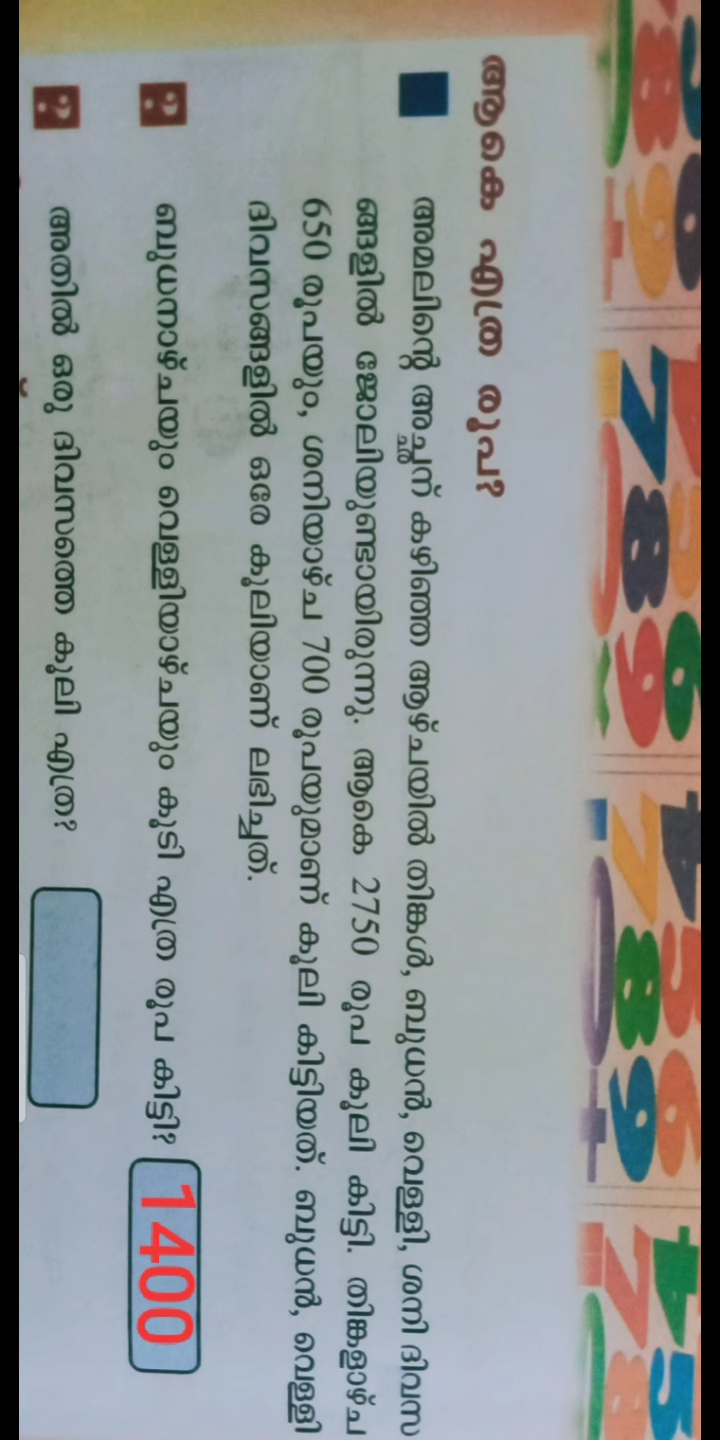 ആകെ എത്ര രൂപ?
അമലിന്റെ അച്ഛന് കഴിഞ്ഞ ആഴ്ചയിൽ തിങ്കൾ, ബുധൻ, വെള്ളി, ശനി ദിവസ
ങ്ങളിൽ ജോലിയുണ്ടായിരുന്നു. ആകെ 2750 രൂപ കൂലി കിട്ടി. തിങ്കളാഴ്ച
650 രൂപയും, ശനിയാഴ്ച 700 രൂപയുമാണ് കൂലി കിട്ടിയത്. ബുധൻ, വെള്ളി
ദിവസങ്ങളിൽ ഒരേ കൂലിയാണ് ലഭിച്ചത്.
? ബുധനാഴ്ചയും വെള്ളിയാഴ്ചയും കൂടി എത്ര രൂപ കിട്ടി? 1400
? അതിൽ ഒരു ദിവസത്തെ കൂലി എത്ര?